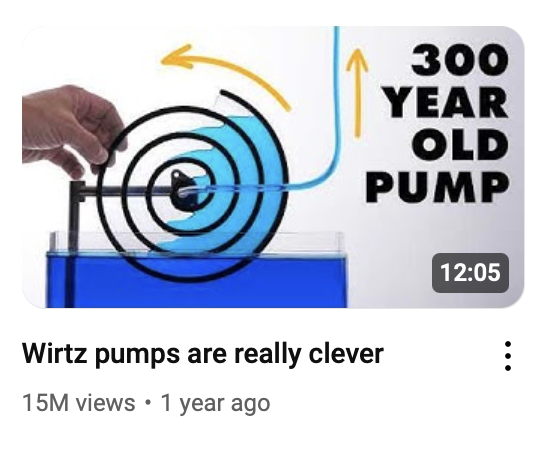 300
YEAR
OLD
PUMP
12:05
Wirtz pumps are really clever
15M views • 1 year ago